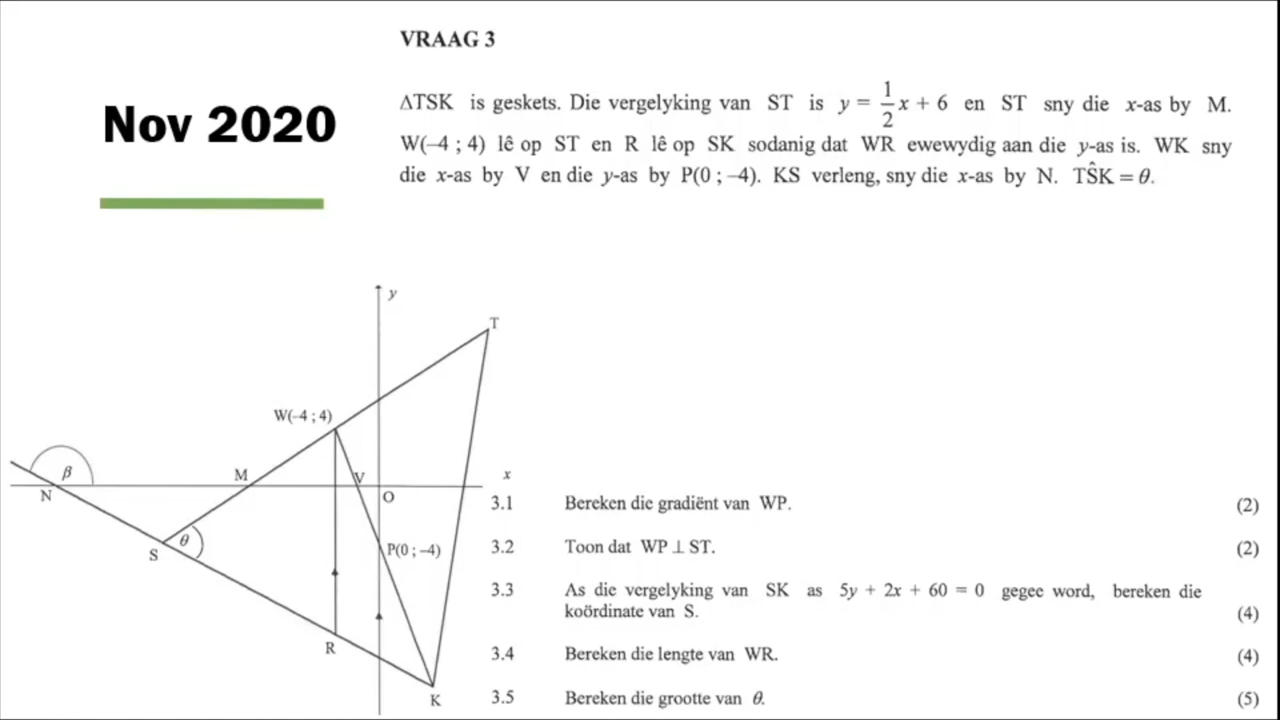 Nov 2020
VRAAG 3
ΔTSK is geskets. Die vergelyking van ST is y = \frac{1}{2}x + 6 en ST sny die x-as by M.
W(–4 ; 4) lê op ST en R lê op SK sodanig dat WR ewewydig aan die y-as is. WK sny
die x-as by V en die y-as by P(0 ; –4). KS verleng, sny die x-as by N. TŜK = θ.
y
T
W(–4 ; 4)
β
M
V
x
N
O
θ
S
P(0 ; –4)
R
K
3.1 Bereken die gradiënt van WP. (2)
3.2 Toon dat WP ⊥ ST. (2)
3.3 As die vergelyking van SK as 5y + 2x + 60 = 0 gegee word, bereken die
koördinate van S. (4)
3.4 Bereken die lengte van WR. (4)
3.5 Bereken die grootte van θ. (5)